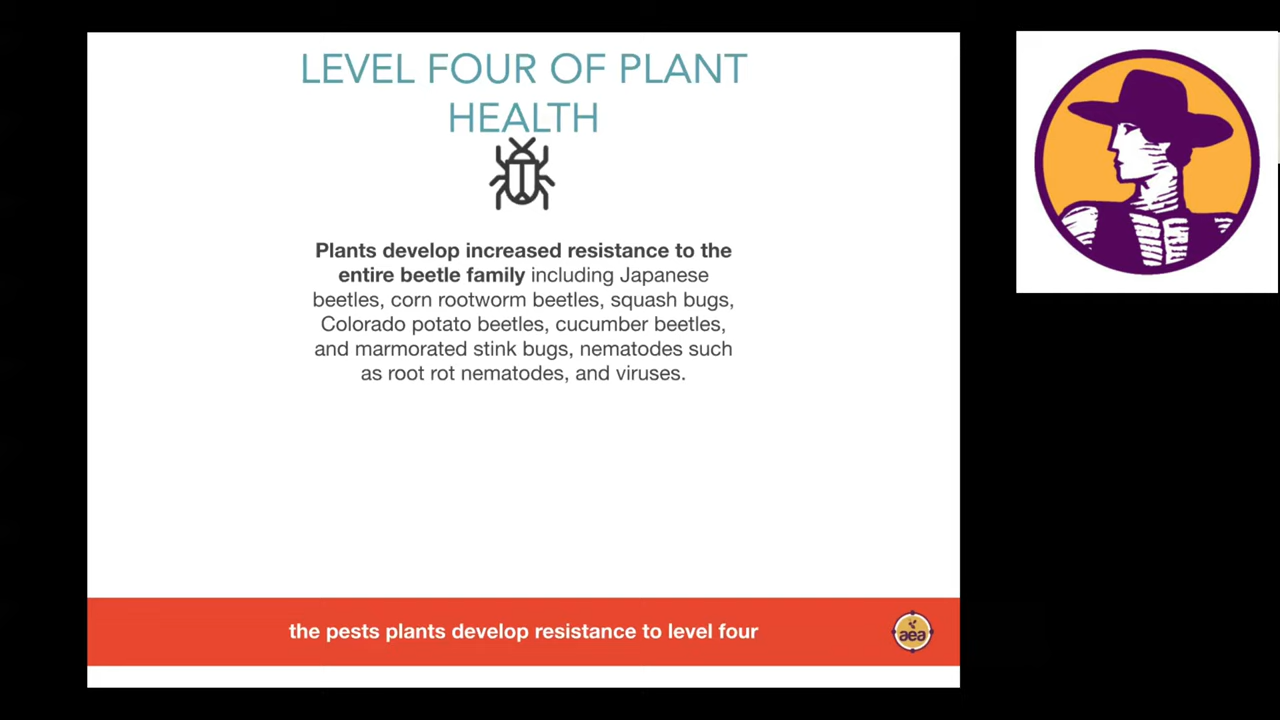 LEVEL FOUR OF PLANT
HEALTH
Plants develop increased resistance to the
entire beetle family including Japanese
beetles, corn rootworm beetles, squash bugs,
Colorado potato beetles, cucumber beetles,
and marmorated stink bugs, nematodes such
as root rot nematodes, and viruses.
the pests plants develop resistance to level four
aea